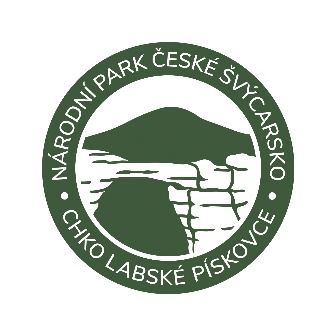 NÁRODNÍ PARK ČESKÉ ŠVÝCARSKO
CHKO LABSKÉ PÍSKOVCE